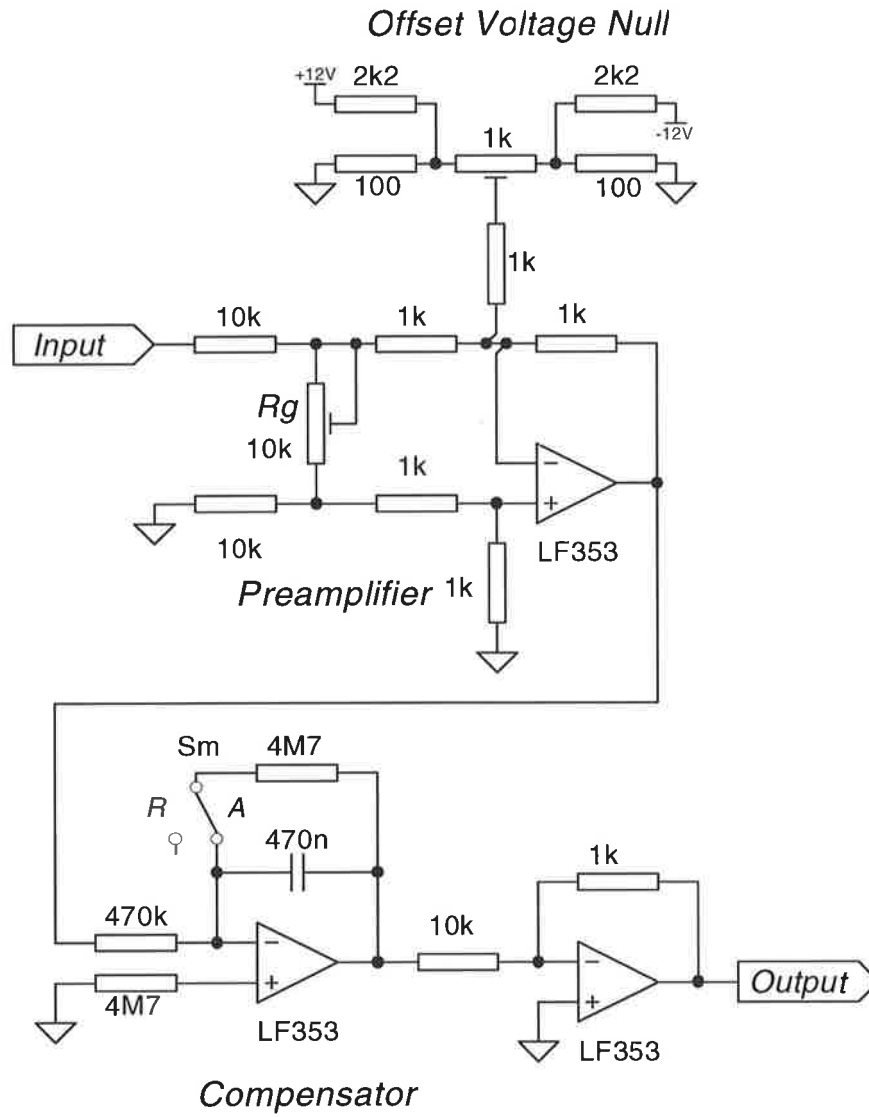 Offset Voltage Null
+12V 2k2 2k2
-12V
1k
100 100
1k
Input 10k 1k 1k
Rg
10k 1k
10k LF353
Preamplifier 1k
Sm 4M7
R A
470n 1k
470k 10k
4M7 LF353 LF353 Output
Compensator